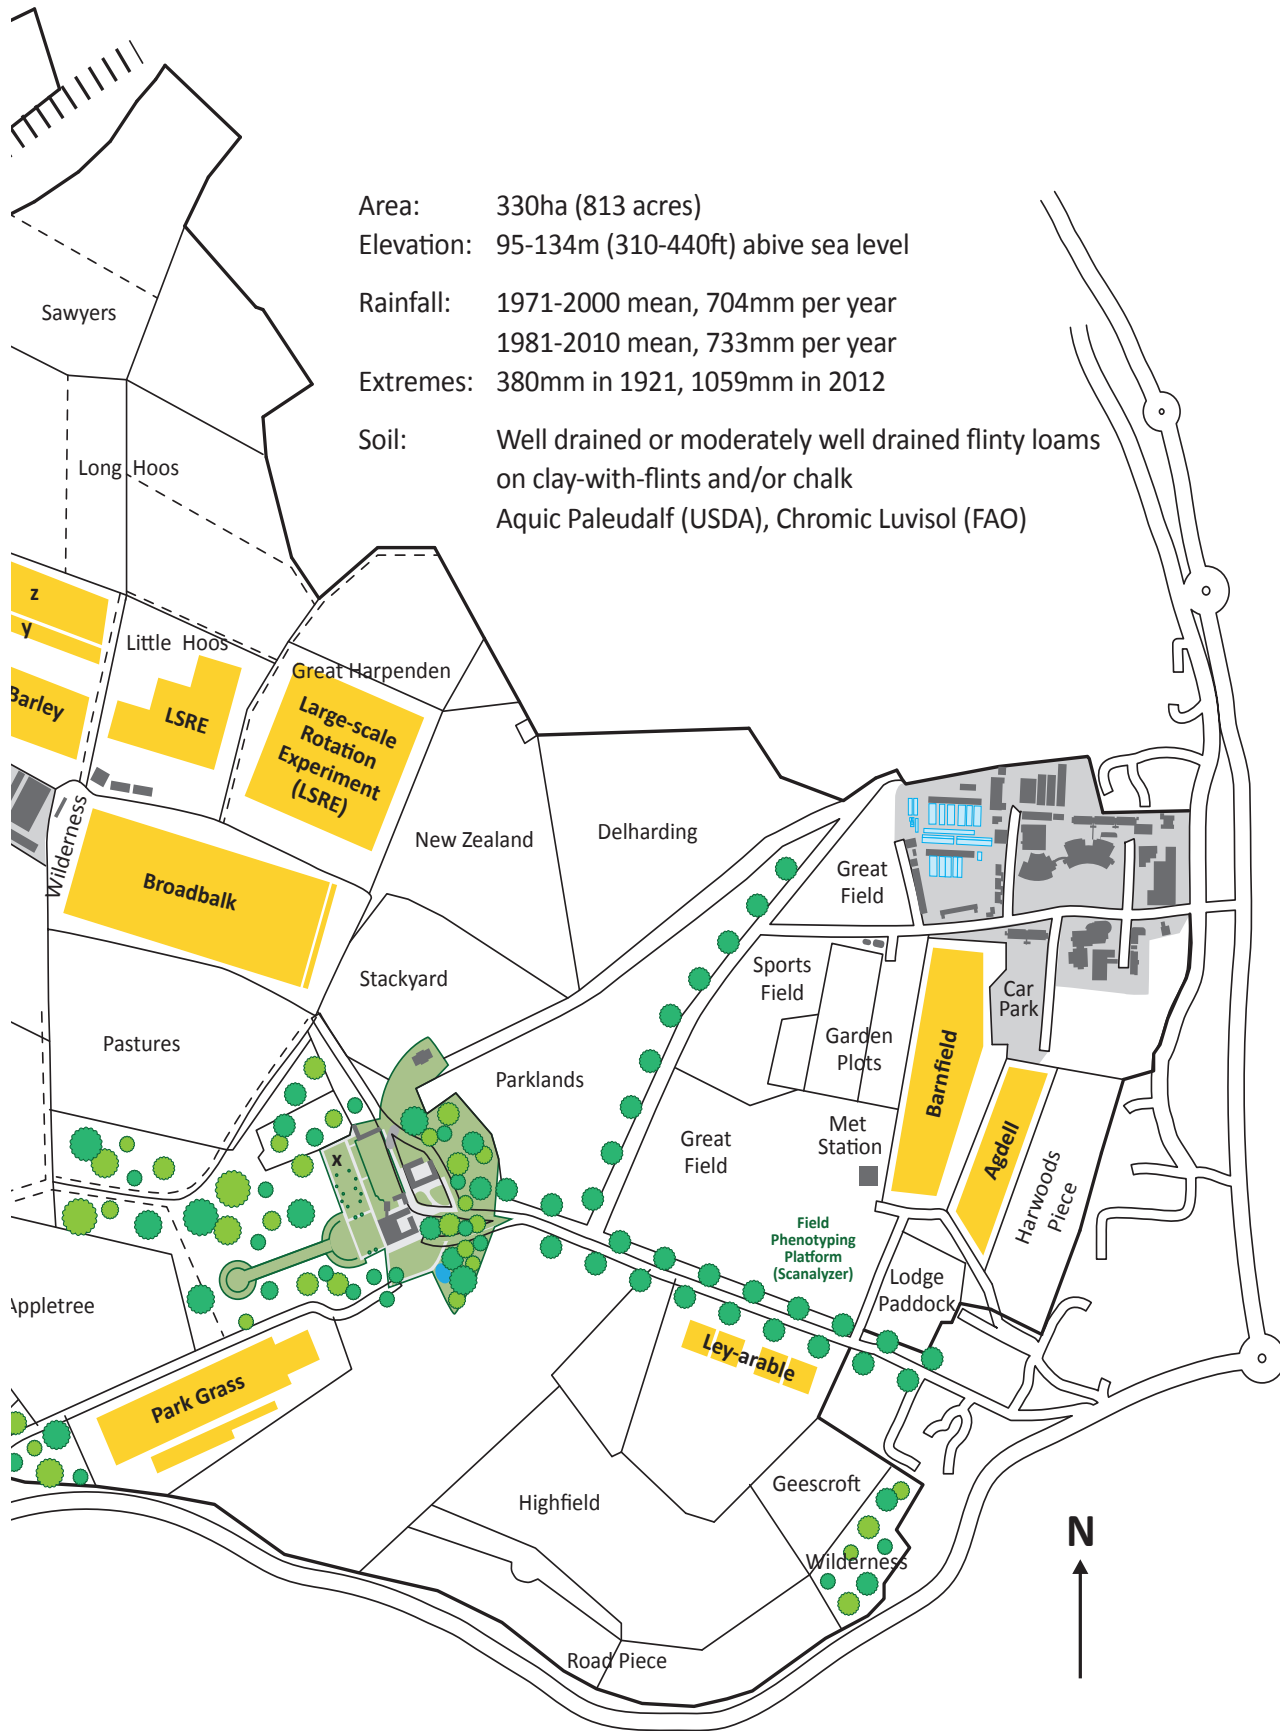 Area: 330ha (813 acres)
Elevation: 95-134m (310-440ft) abive sea level
Rainfall: 1971-2000 mean, 704mm per year
1981-2010 mean, 733mm per year
Extremes: 380mm in 1921, 1059mm in 2012
Soil: Well drained or moderately well drained flinty loams
on clay-with-flints and/or chalk
Aquic Paleudalf (USDA), Chromic Luvisol (FAO)
Sawyers
Long Hoos
z
y
Little Hoos
Barley
LSRE
Great Harpenden
Large-scale
Rotation
Experiment
(LSRE)
Wilderness
Broadbalk
New Zealand
Delharding
Great
Field
Stackyard
Sports
Field
Car
Park
Pastures
Garden
Plots
Barnfield
Parklands
Great
Field
Met
Station
Agdell
Harwoods
Piece
x
Field
Phenotyping
Platform
(Scanalyzer)
Lodge
Paddock
Appletree
Ley-arable
Park Grass
Highfield
Geescroft
Wilderness
N
Road Piece